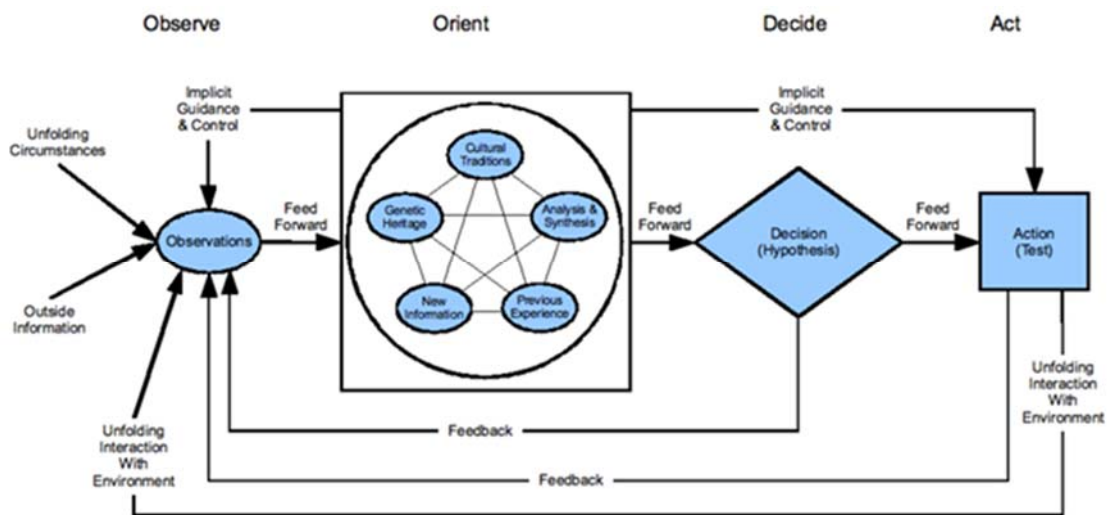 Observe
Orient
Decide
Act
Implicit
Guidance
& Control
Implicit
Guidance
& Control
Unfolding
Circumstances
Cultural
Traditions
Genetic
Heritage
Analysis &
Synthesis
Feed
Forward
Feed
Forward
Feed
Forward
Observations
Decision
(Hypothesis)
Action
(Test)
Outside
Information
New
Information
Previous
Experience
Unfolding
Interaction
With
Environment
Unfolding
Interaction
With
Environment
Feedback
Feedback